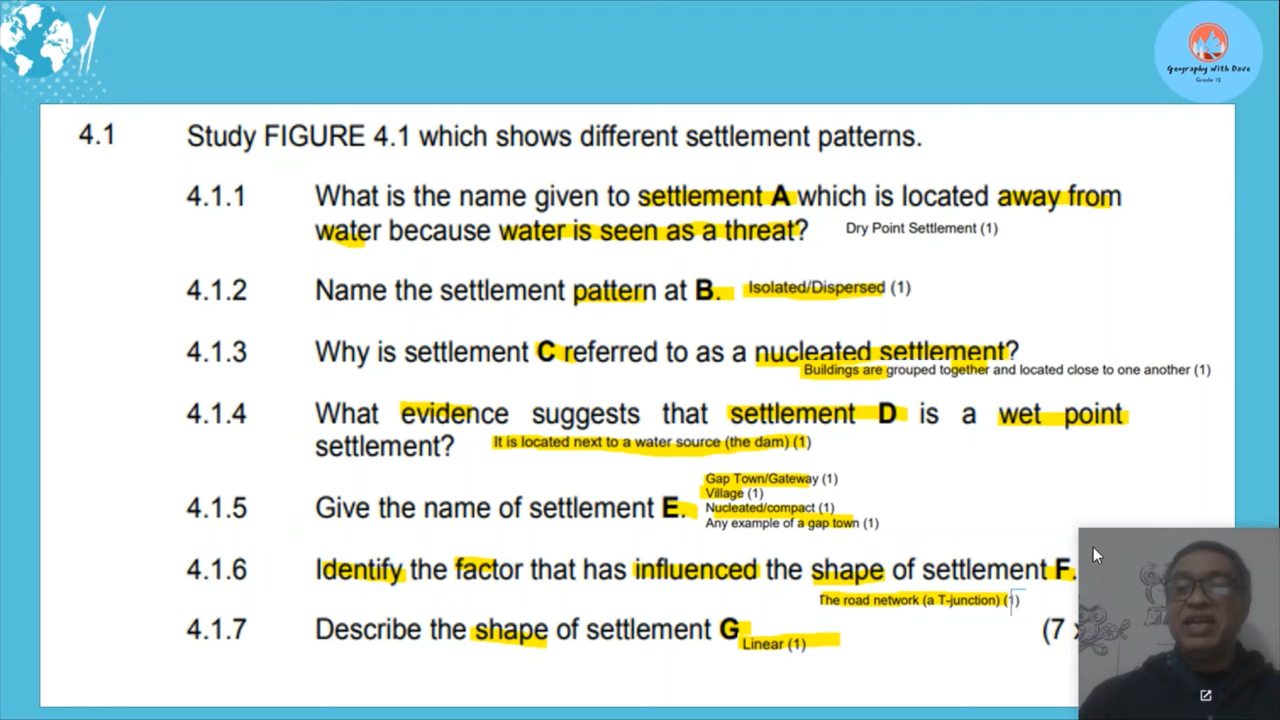 Geography With Dave
Grade 12
4.1 Study FIGURE 4.1 which shows different settlement patterns.
4.1.1 What is the name given to settlement A which is located away from
water because water is seen as a threat? Dry Point Settlement (1)
4.1.2 Name the settlement pattern at B. Isolated/Dispersed (1)
4.1.3 Why is settlement C referred to as a nucleated settlement?
Buildings are grouped together and located close to one another (1)
4.1.4 What evidence suggests that settlement D is a wet point
settlement? It is located next to a water source (the dam) (1)
Gap Town/Gateway (1)
Village (1)
4.1.5 Give the name of settlement E. Nucleated/compact (1)
Any example of a gap town (1)
4.1.6 Identify the factor that has influenced the shape of settlement F.
The road network (a T-junction) (1)
4.1.7 Describe the shape of settlement G (7
Linear (1)